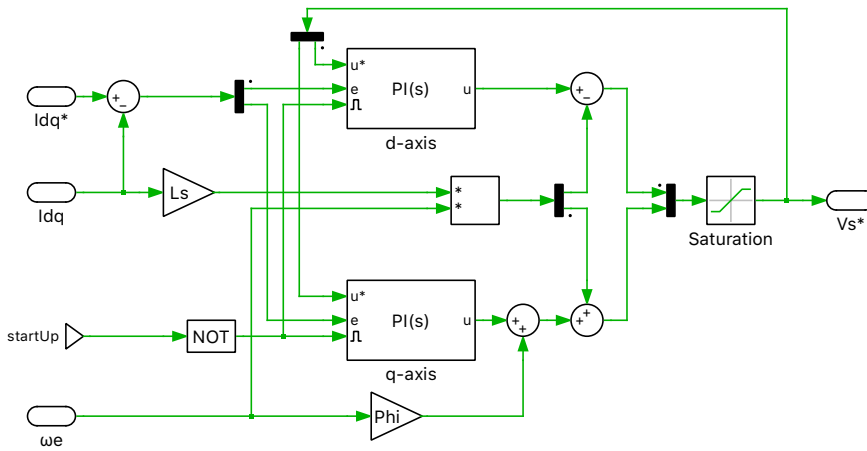 u*
e
PI(s)
u
d-axis
+
−
Idq*
+
−
Idq
Ls
*
*
Saturation
Vs*
u*
e
PI(s)
u
q-axis
+
+
+
+
startUp
NOT
Phi
ωe